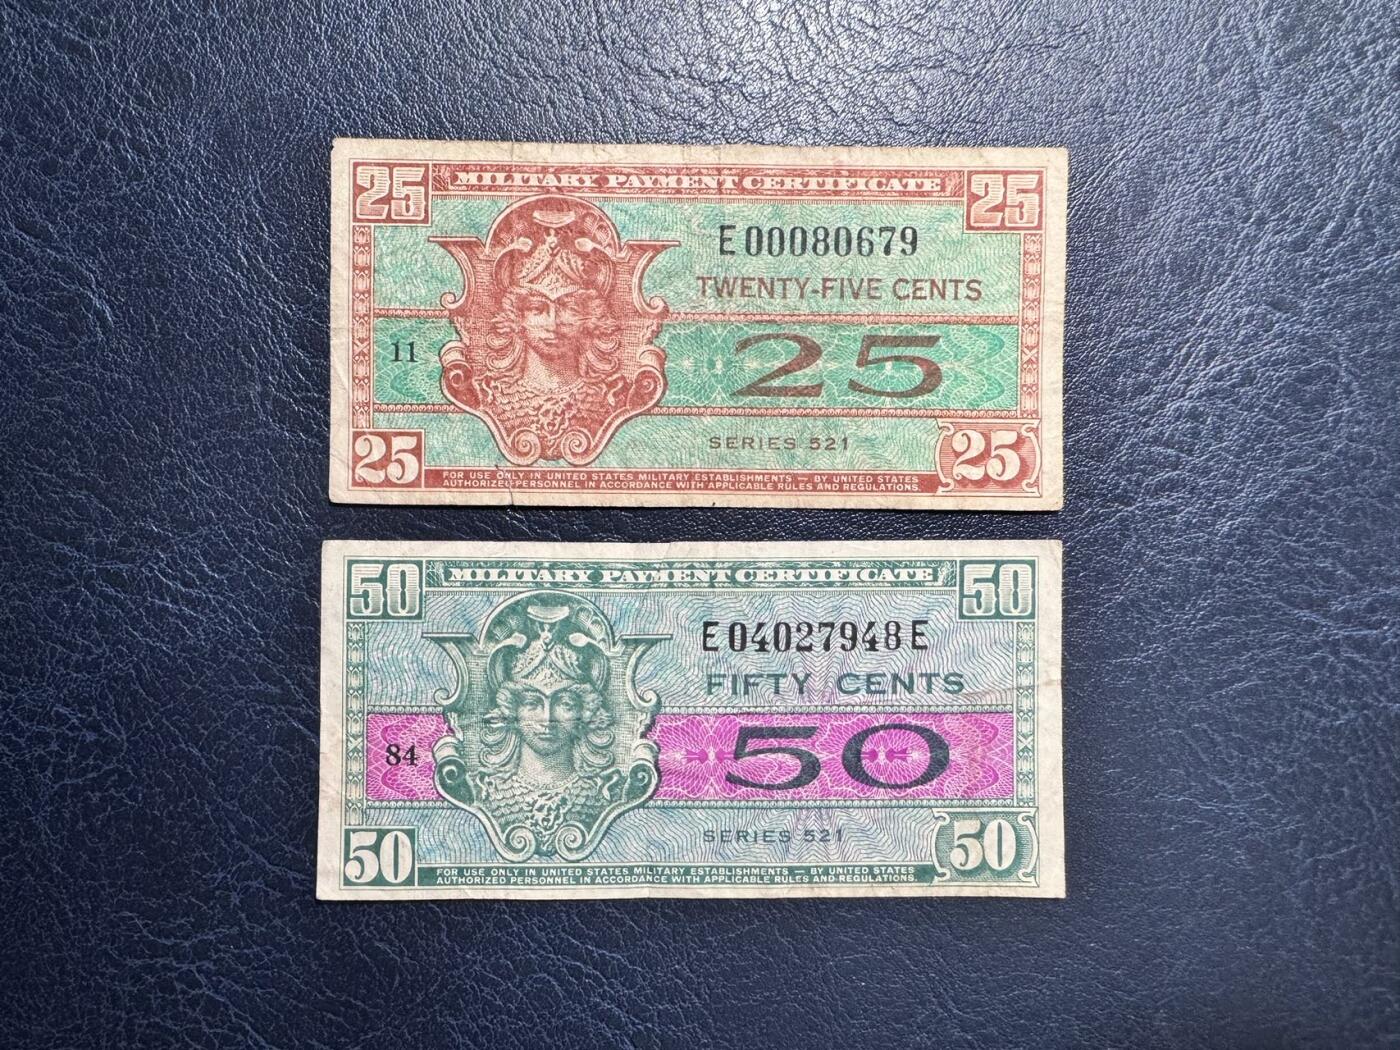 25 MILITARY PAYMENT CERTIFICATE 25
E00080679
TWENTY-FIVE CENTS
11 25
SERIES 521
25 25
FOR USE ONLY IN UNITED STATES MILITARY ESTABLISHMENTS — BY UNITED STATES
AUTHORIZED PERSONNEL IN ACCORDANCE WITH APPLICABLE RULES AND REGULATIONS.
50 MILITARY PAYMENT CERTIFICATE 50
E04027948E
FIFTY CENTS
84 50
SERIES 521
50 50
FOR USE ONLY IN UNITED STATES MILITARY ESTABLISHMENTS — BY UNITED STATES
AUTHORIZED PERSONNEL IN ACCORDANCE WITH APPLICABLE RULES AND REGULATIONS.